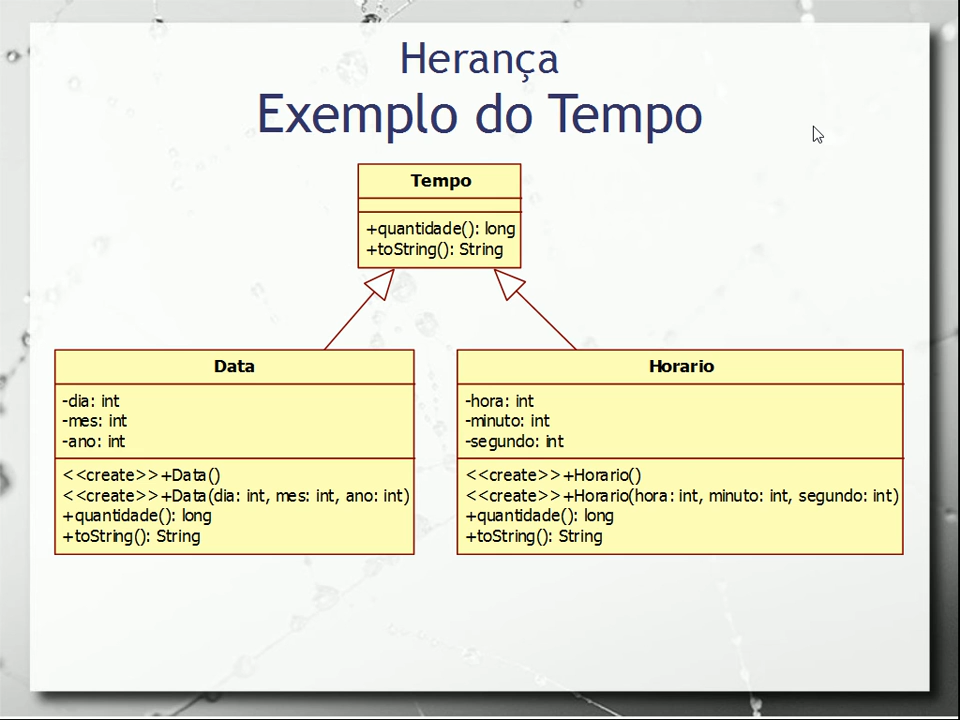 Herança
Exemplo do Tempo
Tempo
+quantidade(): long
+toString(): String
Data
-dia: int
-mes: int
-ano: int
<<create>>+Data()
<<create>>+Data(dia: int, mes: int, ano: int)
+quantidade(): long
+toString(): String
Horario
-hora: int
-minuto: int
-segundo: int
<<create>>+Horario()
<<create>>+Horario(hora: int, minuto: int, segundo: int)
+quantidade(): long
+toString(): String